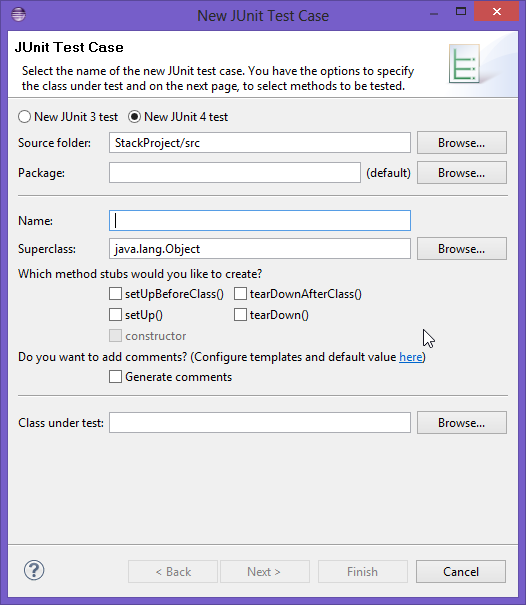 New JUnit Test Case
JUnit Test Case
Select the name of the new JUnit test case. You have the options to specify
the class under test and on the next page, to select methods to be tested.
New JUnit 3 test New JUnit 4 test
Source folder: StackProject/src Browse...
Package: (default) Browse...
Name:
Superclass: java.lang.Object Browse...
Which method stubs would you like to create?
setUpBeforeClass() tearDownAfterClass()
setUp() tearDown()
constructor
Do you want to add comments? (Configure templates and default value here)
Generate comments
Class under test: Browse...
? < Back Next > Finish Cancel